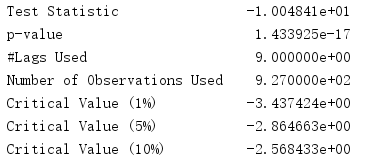 Test Statistic -1.004841e+01
p-value 1.433925e-17
#Lags Used 9.000000e+00
Number of Observations Used 9.270000e+02
Critical Value (1%) -3.437424e+00
Critical Value (5%) -2.864663e+00
Critical Value (10%) -2.568433e+00